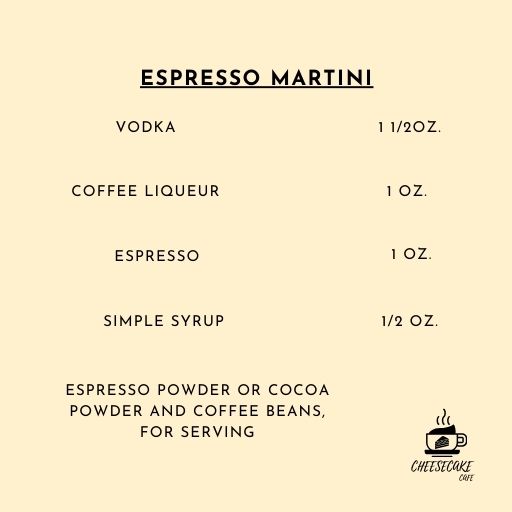 ESPRESSO MARTINI
VODKA 1 1/2OZ.
COFFEE LIQUEUR 1 OZ.
ESPRESSO 1 OZ.
SIMPLE SYRUP 1/2 OZ.
ESPRESSO POWDER OR COCOA
POWDER AND COFFEE BEANS,
FOR SERVING
CHEESECAKE
CAFE